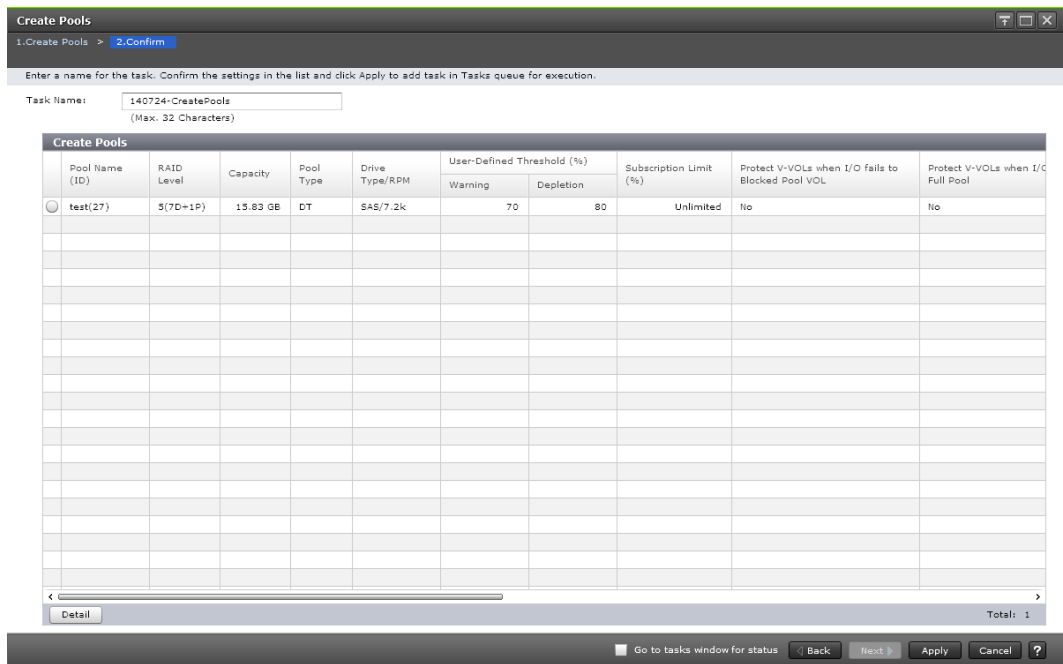 Create Pools
1.Create Pools > 2.Confirm
Enter a name for the task. Confirm the settings in the list and click Apply to add task in Tasks queue for execution.
Task Name: 140724-CreatePools
(Max. 32 Characters)
Create Pools
Pool Name (ID) RAID Level Capacity Pool Type Drive Type/RPM User-Defined Threshold (%) Warning Depletion Subscription Limit (%) Protect V-VOLs when I/O fails to Blocked Pool VOL Protect V-VOLs when I/O Full Pool
test(27) 5(7D+1P) 15.83 GB DT SAS/7.2k 70 80 Unlimited No No
Detail Total: 1
Go to tasks window for status Back Next Apply Cancel ?